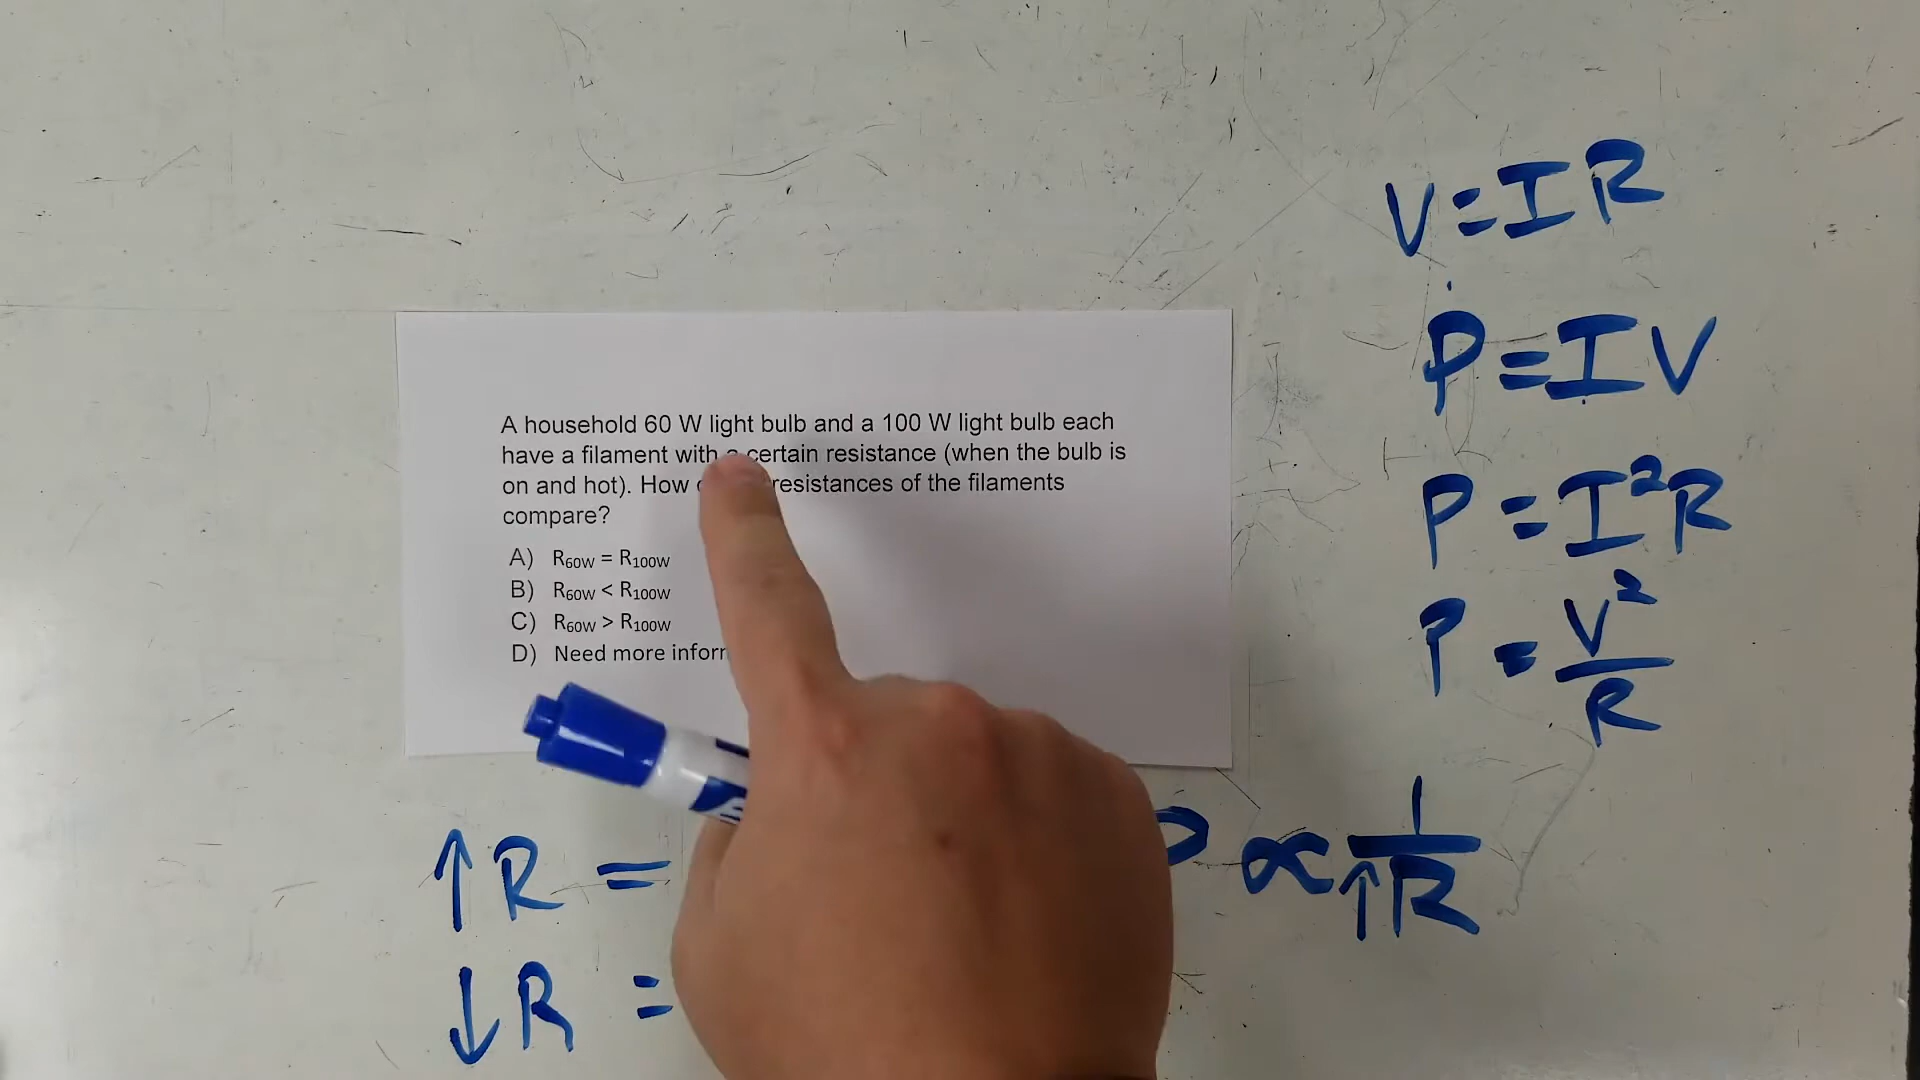 A household 60 W light bulb and a 100 W light bulb each
have a filament with a certain resistance (when the bulb is
on and hot). How resistances of the filaments
compare?
A) R60W = R100W
B) R60W < R100W
C) R60W > R100W
D) Need more
V = IR
P = IV
P = I²R
P = V²/R
↑R =
∝ 1/↑R
↓R =